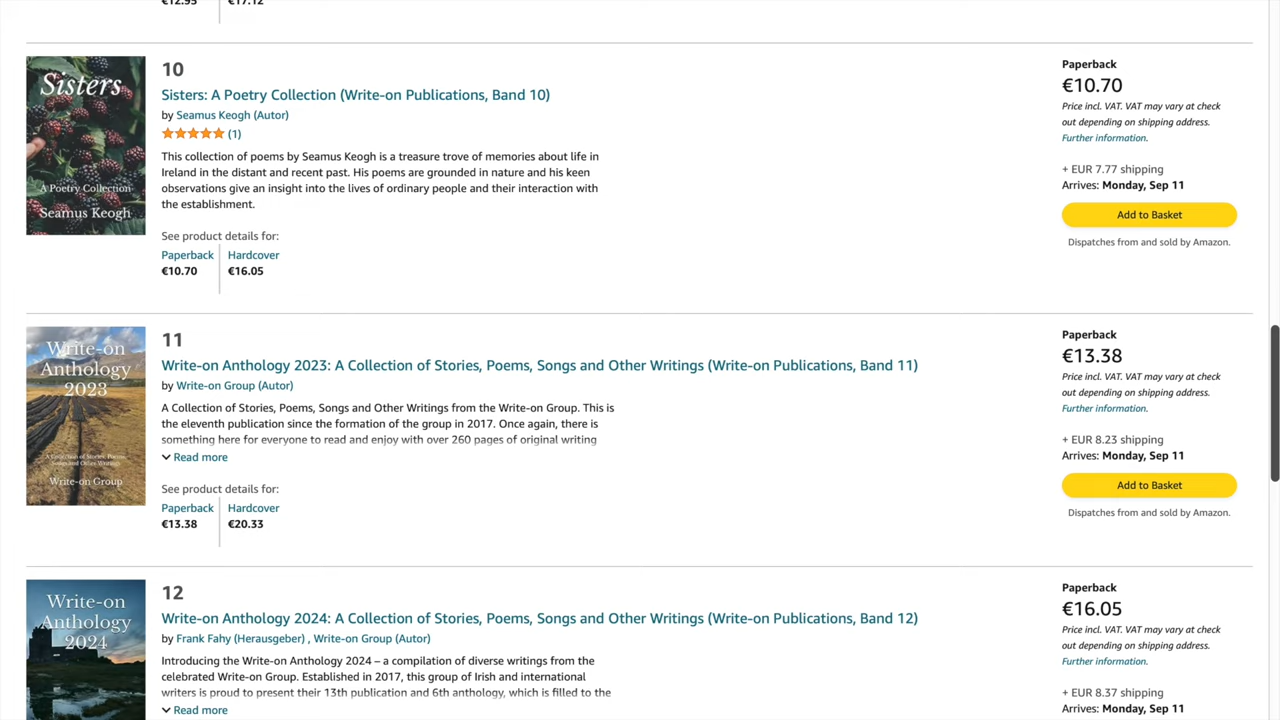 €12.95 €17.12
Sisters
A Poetry Collection
Seamus Keogh
10
Sisters: A Poetry Collection (Write-on Publications, Band 10)
by Seamus Keogh (Autor)
(1)
This collection of poems by Seamus Keogh is a treasure trove of memories about life in
Ireland in the distant and recent past. His poems are grounded in nature and his keen
observations give an insight into the lives of ordinary people and their interaction with
the establishment.
See product details for:
Paperback Hardcover
€10.70 €16.05
Paperback
€10.70
Price incl. VAT. VAT may vary at check
out depending on shipping address.
Further information.
+ EUR 7.77 shipping
Arrives: Monday, Sep 11
Add to Basket
Dispatches from and sold by Amazon.
Write-on
Anthology
2023
A Collection of Stories, Poems,
Songs and Other Writings
Write-on Group
11
Write-on Anthology 2023: A Collection of Stories, Poems, Songs and Other Writings (Write-on Publications, Band 11)
by Write-on Group (Autor)
A Collection of Stories, Poems, Songs and Other Writings from the Write-on Group. This is
the eleventh publication since the formation of the group in 2017. Once again, there is
something here for everyone to read and enjoy with over 260 pages of original writing
Read more
See product details for:
Paperback Hardcover
€13.38 €20.33
Paperback
€13.38
Price incl. VAT. VAT may vary at check
out depending on shipping address.
Further information.
+ EUR 8.23 shipping
Arrives: Monday, Sep 11
Add to Basket
Dispatches from and sold by Amazon.
Write-on
Anthology
2024
12
Write-on Anthology 2024: A Collection of Stories, Poems, Songs and Other Writings (Write-on Publications, Band 12)
by Frank Fahy (Herausgeber) , Write-on Group (Autor)
Introducing the Write-on Anthology 2024 – a compilation of diverse writings from the
celebrated Write-on Group. Established in 2017, this group of Irish and international
writers is proud to present their 13th publication and 6th anthology, which is filled to the
Read more
Paperback
€16.05
Price incl. VAT. VAT may vary at check
out depending on shipping address.
Further information.
+ EUR 8.37 shipping
Arrives: Monday, Sep 11